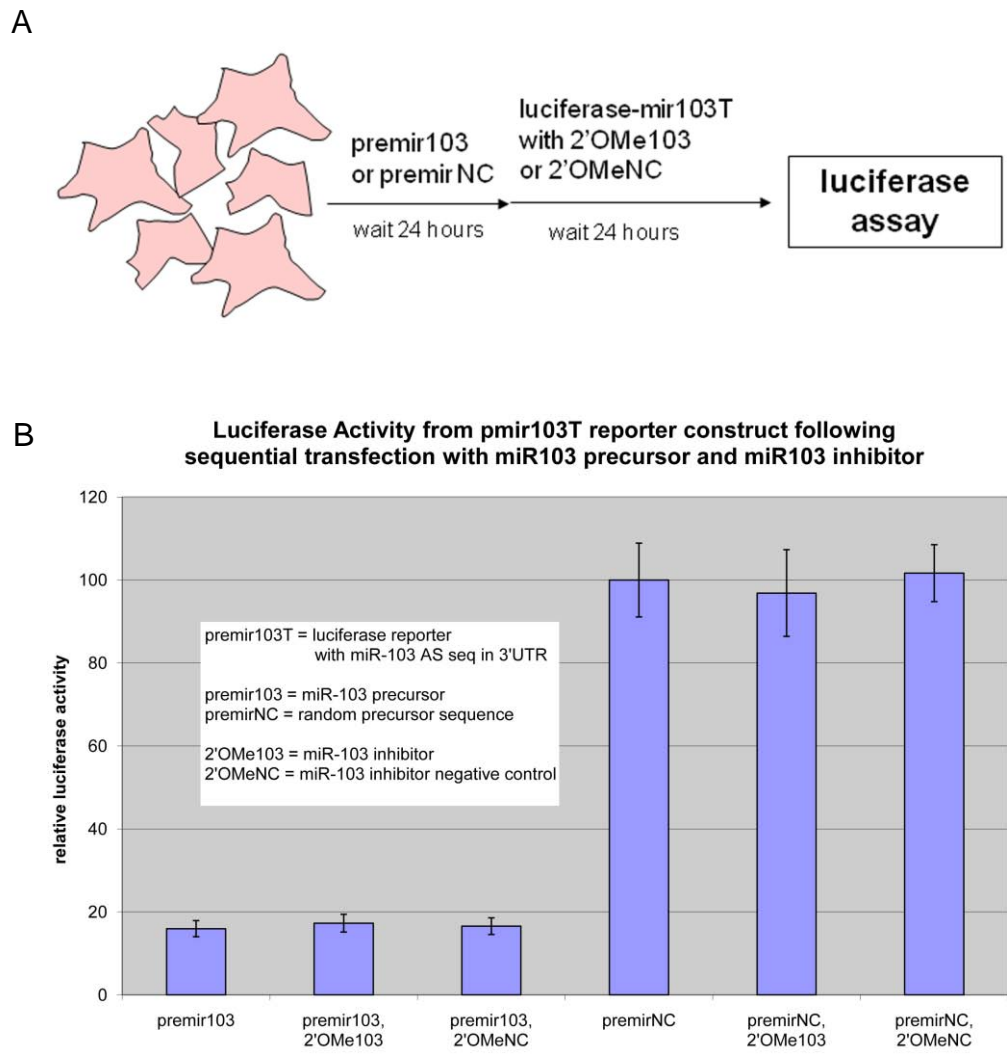 A
premir103
or premirNC
wait 24 hours
luciferase-mir103T
with 2'OMe103
or 2'OMeNC
wait 24 hours
luciferase
assay
B
Luciferase Activity from pmir103T reporter construct following
sequential transfection with miR103 precursor and miR103 inhibitor
relative luciferase activity
120
100
80
60
40
20
0
premir103T = luciferase reporter
with miR-103 AS seq in 3'UTR
premir103 = miR-103 precursor
premirNC = random precursor sequence
2'OMe103 = miR-103 inhibitor
2'OMeNC = miR-103 inhibitor negative control
premir103
premir103,
2'OMe103
premir103,
2'OMeNC
premirNC
premirNC,
2'OMe103
premirNC,
2'OMeNC